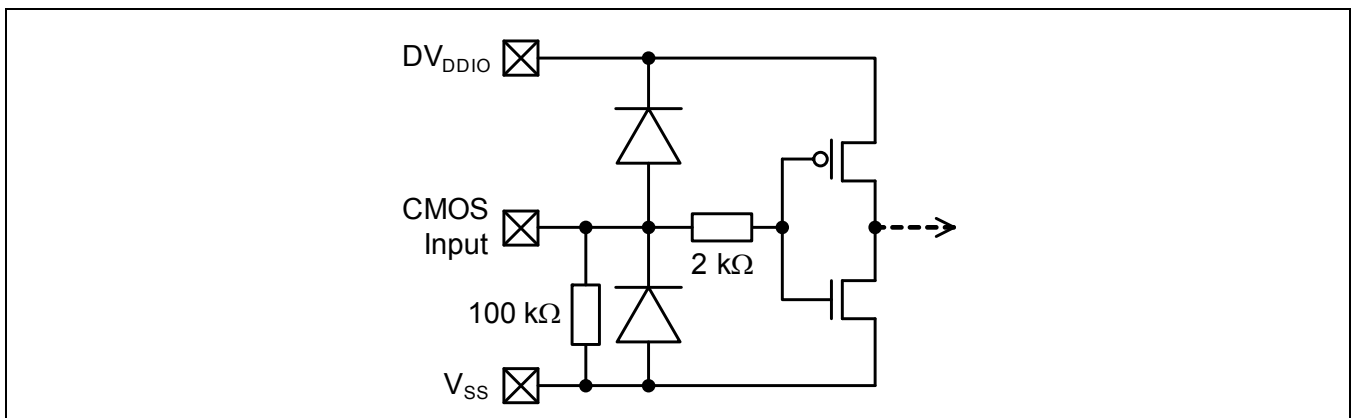 DV_DDIO
CMOS
Input
2 kΩ
100 kΩ
V_SS